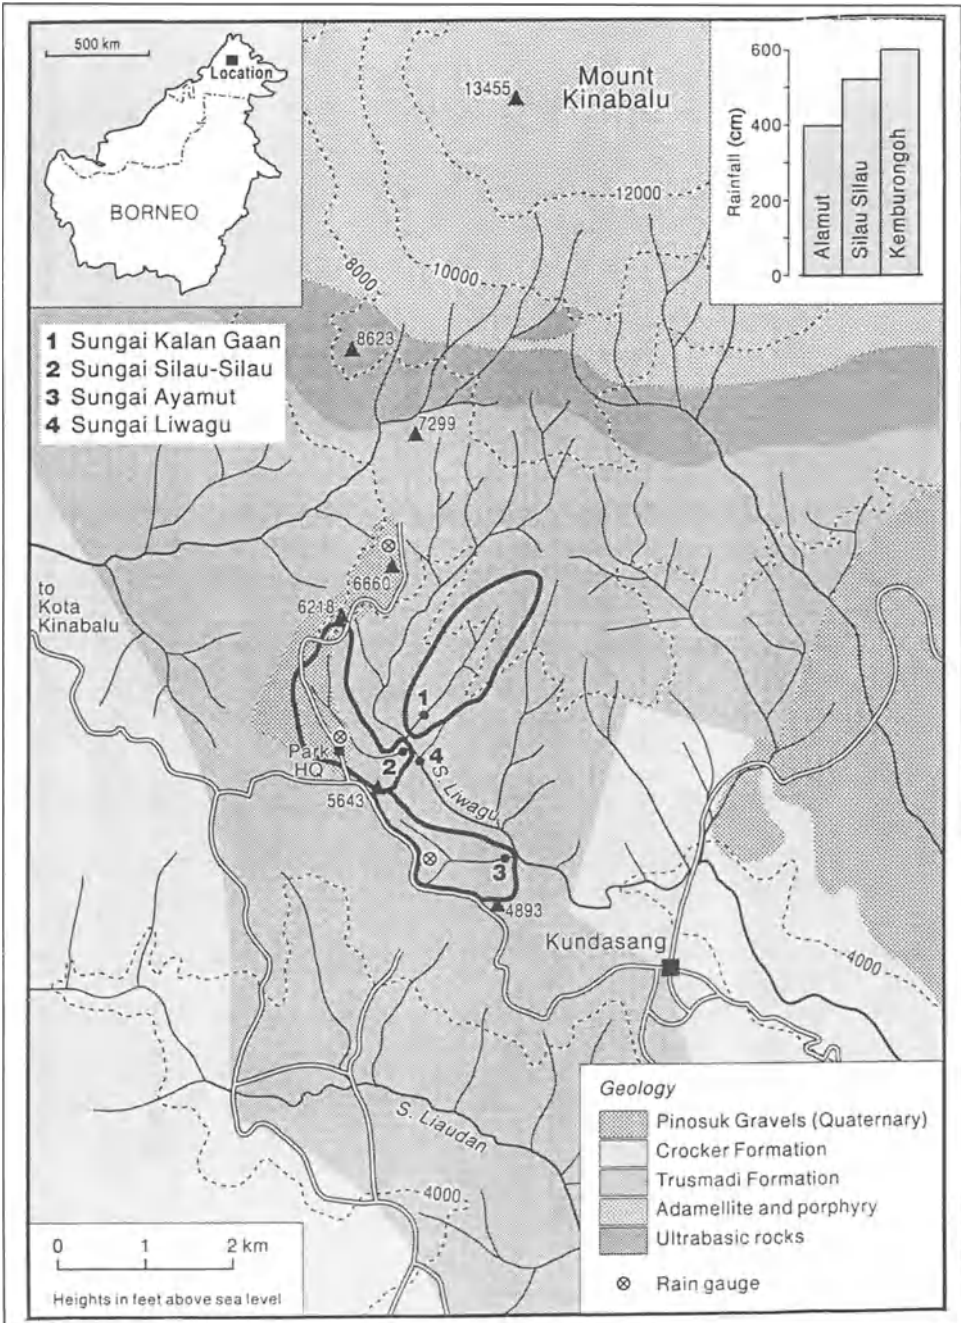 500 km
Location
BORNEO
Mount
Kinabalu
13455
12000
10000
8000
Rainfall (cm)
600
400
200
0
Alamut
Silau Silau
Kemburongoh
1 Sungai Kalan Gaan
2 Sungai Silau-Silau
3 Sungai Ayamut
4 Sungai Liwagu
8623
7299
6660
6218
to
Kota
Kinabalu
1
2
4
Park
HQ
S. Liwagu
5643
3
4893
Kundasang
4000
S. Liaudan
4000
Geology
Pinosuk Gravels (Quaternary)
Crocker Formation
Trusmadi Formation
Adamellite and porphyry
Ultrabasic rocks
Rain gauge
0 1 2 km
Heights in feet above sea level